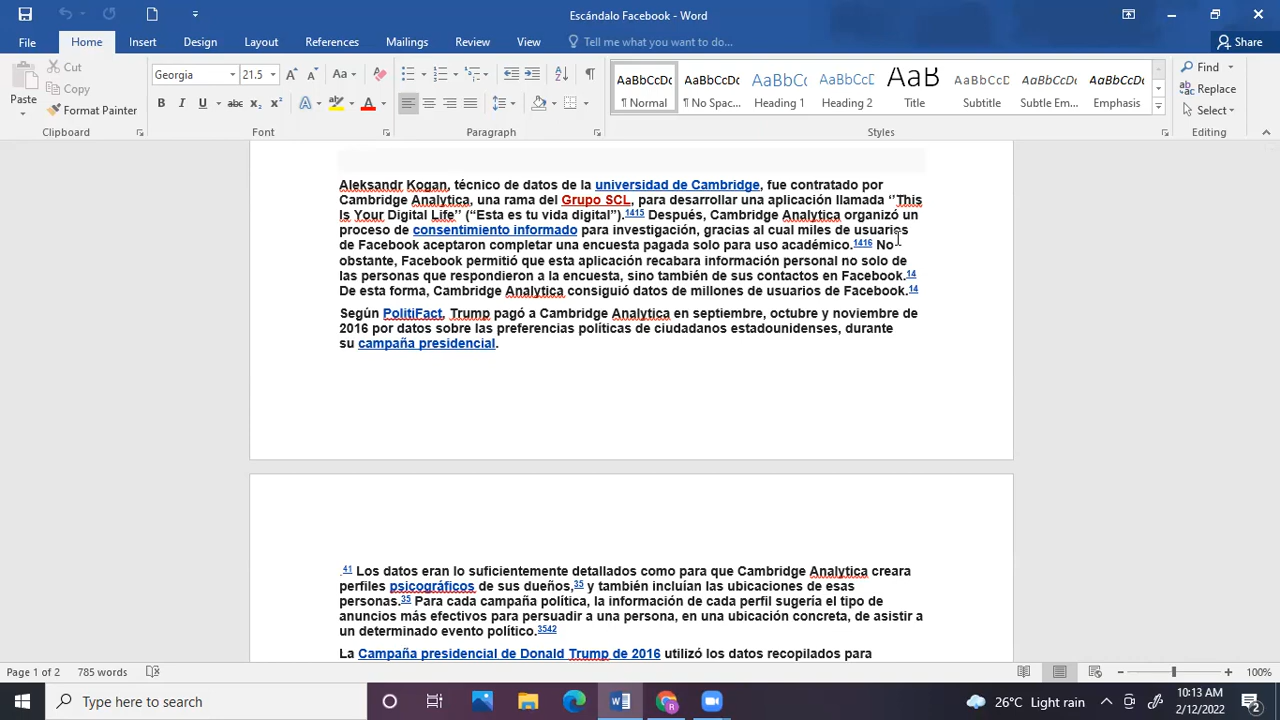 Escándalo Facebook - Word
File Home Insert Design Layout References Mailings Review View Tell me what you want to do... Share
Paste Cut Copy Format Painter Clipboard
Georgia 21.5 Aa B I U abc x₂ x² A A Font
Paragraph
AaBbCcDc AaBbCcDc AaBbCc AaBbCcD AaB AaBbCcD AaBbCcDc AaBbCcDc
¶ Normal ¶ No Spac... Heading 1 Heading 2 Title Subtitle Subtle Em... Emphasis
Styles
Find Replace Select Editing
Aleksandr Kogan, técnico de datos de la universidad de Cambridge, fue contratado por
Cambridge Analytica, una rama del Grupo SCL, para desarrollar una aplicación llamada ‘’This
Is Your Digital Life’’ (“Esta es tu vida digital”).1415 Después, Cambridge Analytica organizó un
proceso de consentimiento informado para investigación, gracias al cual miles de usuarios
de Facebook aceptaron completar una encuesta pagada solo para uso académico.1416 No
obstante, Facebook permitió que esta aplicación recabara información personal no solo de
las personas que respondieron a la encuesta, sino también de sus contactos en Facebook.14
De esta forma, Cambridge Analytica consiguió datos de millones de usuarios de Facebook.14
Según PolitiFact, Trump pagó a Cambridge Analytica en septiembre, octubre y noviembre de
2016 por datos sobre las preferencias políticas de ciudadanos estadounidenses, durante
su campaña presidencial.
.41 Los datos eran lo suficientemente detallados como para que Cambridge Analytica creara
perfiles psicográficos de sus dueños,35 y también incluían las ubicaciones de esas
personas.35 Para cada campaña política, la información de cada perfil sugería el tipo de
anuncios más efectivos para persuadir a una persona, en una ubicación concreta, de asistir a
un determinado evento político.3542
La Campaña presidencial de Donald Trump de 2016 utilizó los datos recopilados para
Page 1 of 2 785 words 100%
Type here to search
26°C Light rain
10:13 AM
2/12/2022
2